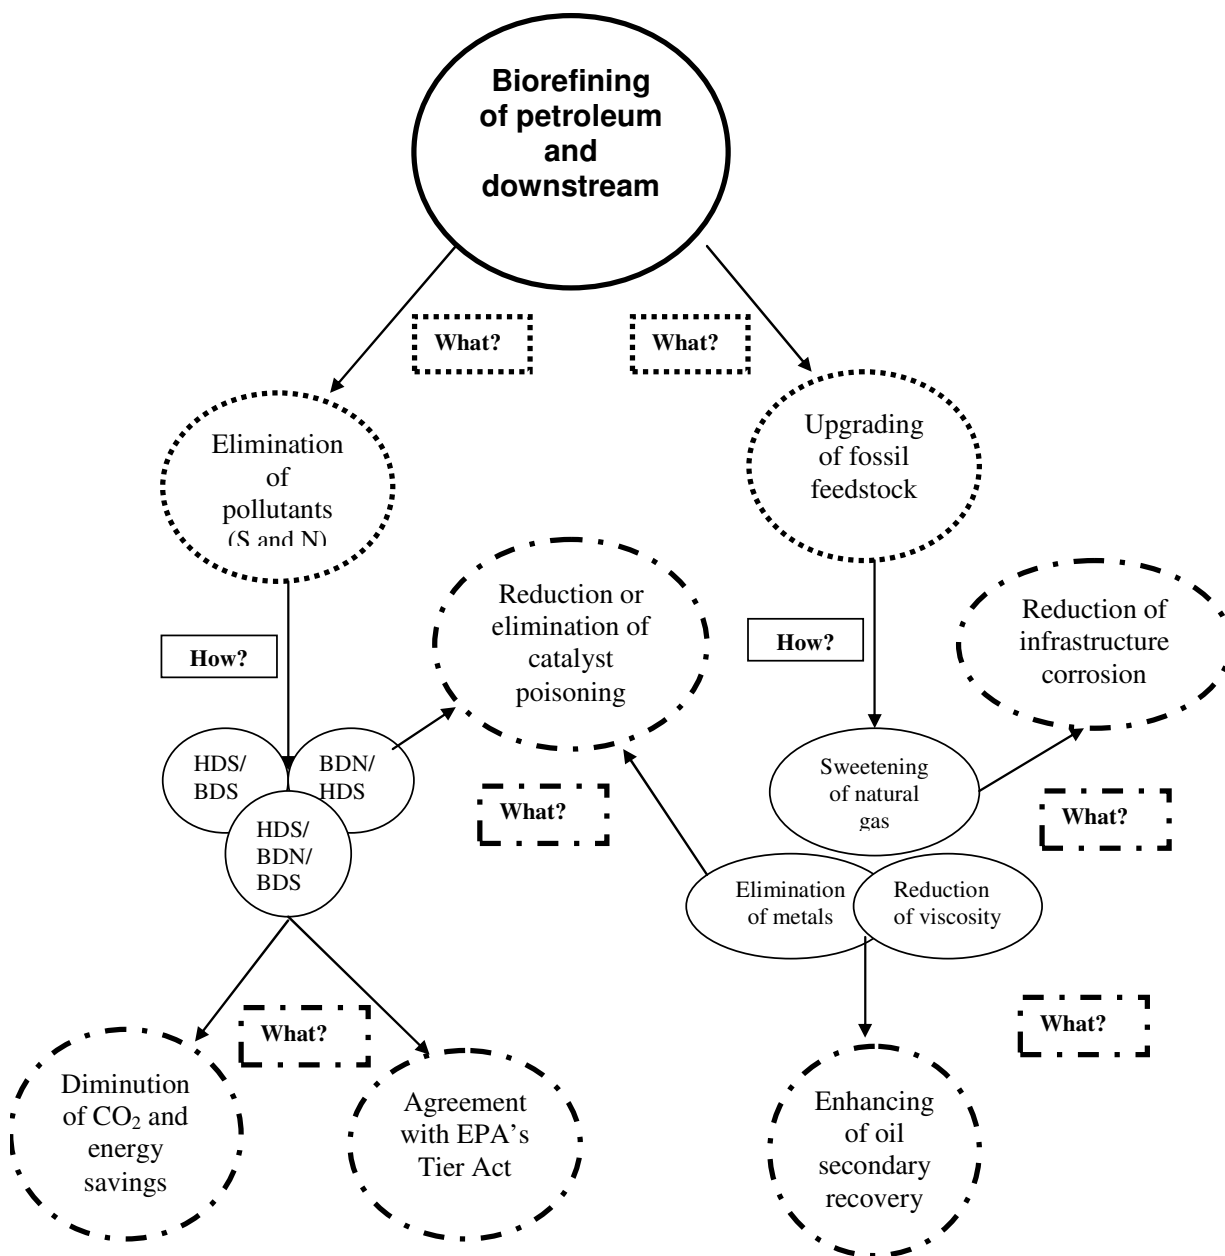 Biorefining
of petroleum
and
downstream
What?
What?
Elimination
of
pollutants
(S and N)
Upgrading
of fossil
feedstock
Reduction or
elimination of
catalyst
poisoning
Reduction of
infrastructure
corrosion
How?
How?
HDS/
BDS
BDN/
HDS
HDS/
BDN/
BDS
What?
Sweetening
of natural
gas
What?
Elimination
of metals
Reduction
of viscosity
What?
What?
Diminution
of CO₂ and
energy
savings
Agreement
with EPA's
Tier Act
Enhancing
of oil
secondary
recovery